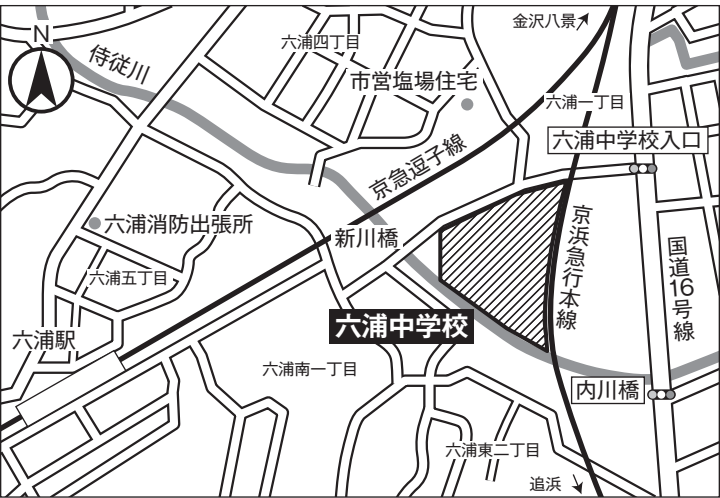 金沢八景
N
六浦四丁目
侍従川
市営塩場住宅
六浦一丁目
六浦中学校入口
京急逗子線
六浦消防出張所
新川橋
京浜急行本線
国道16号線
六浦五丁目
六浦中学校
六浦駅
六浦南一丁目
内川橋
六浦東二丁目
追浜